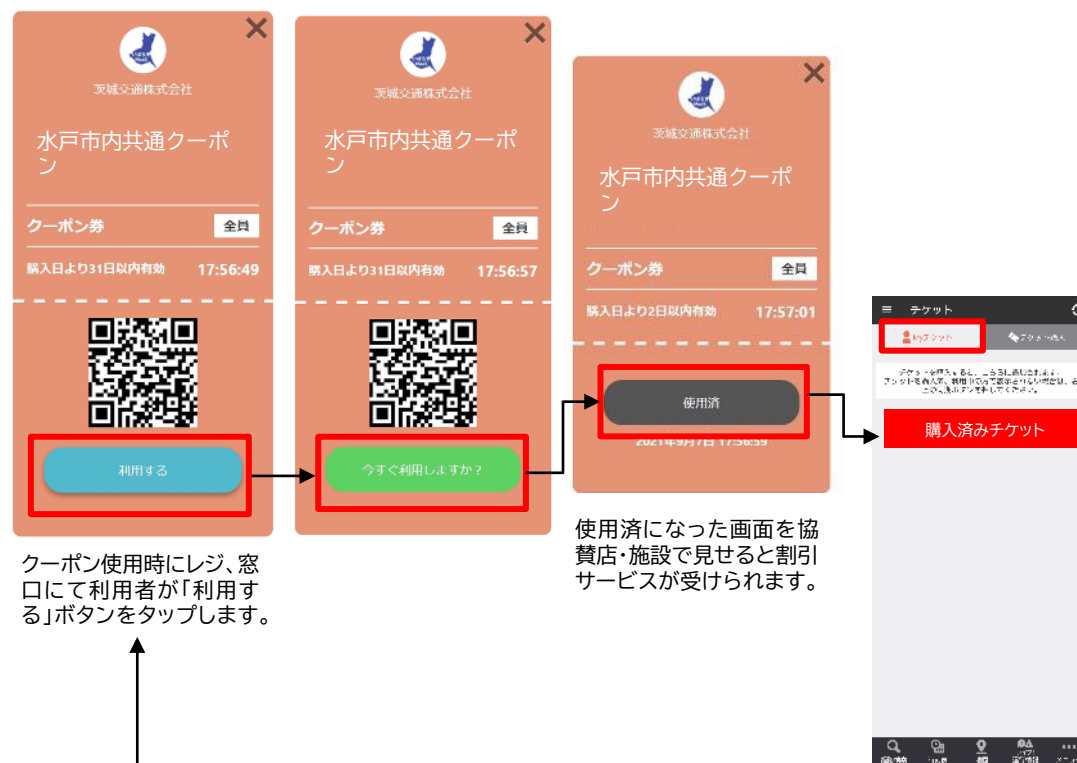 茨城交通株式会社
水戸市内共通クーポ
ン
クーポン券 全員
購入日より31日以内有効 17:56:49
利用する
クーポン使用時にレジ、窓
口にて利用者が「利用す
る」ボタンをタップします。
茨城交通株式会社
水戸市内共通クーポ
ン
クーポン券 全員
購入日より31日以内有効 17:56:57
今すぐ利用しますか？
茨城交通株式会社
水戸市内共通クーポ
ン
クーポン券 全員
購入日より2日以内有効 17:57:01
使用済
2021年9月7日 17:56:59
使用済になった画面を協
賛店・施設で見せると割引
サービスが受けられます。
チケット
Myチケット
購入済みチケット